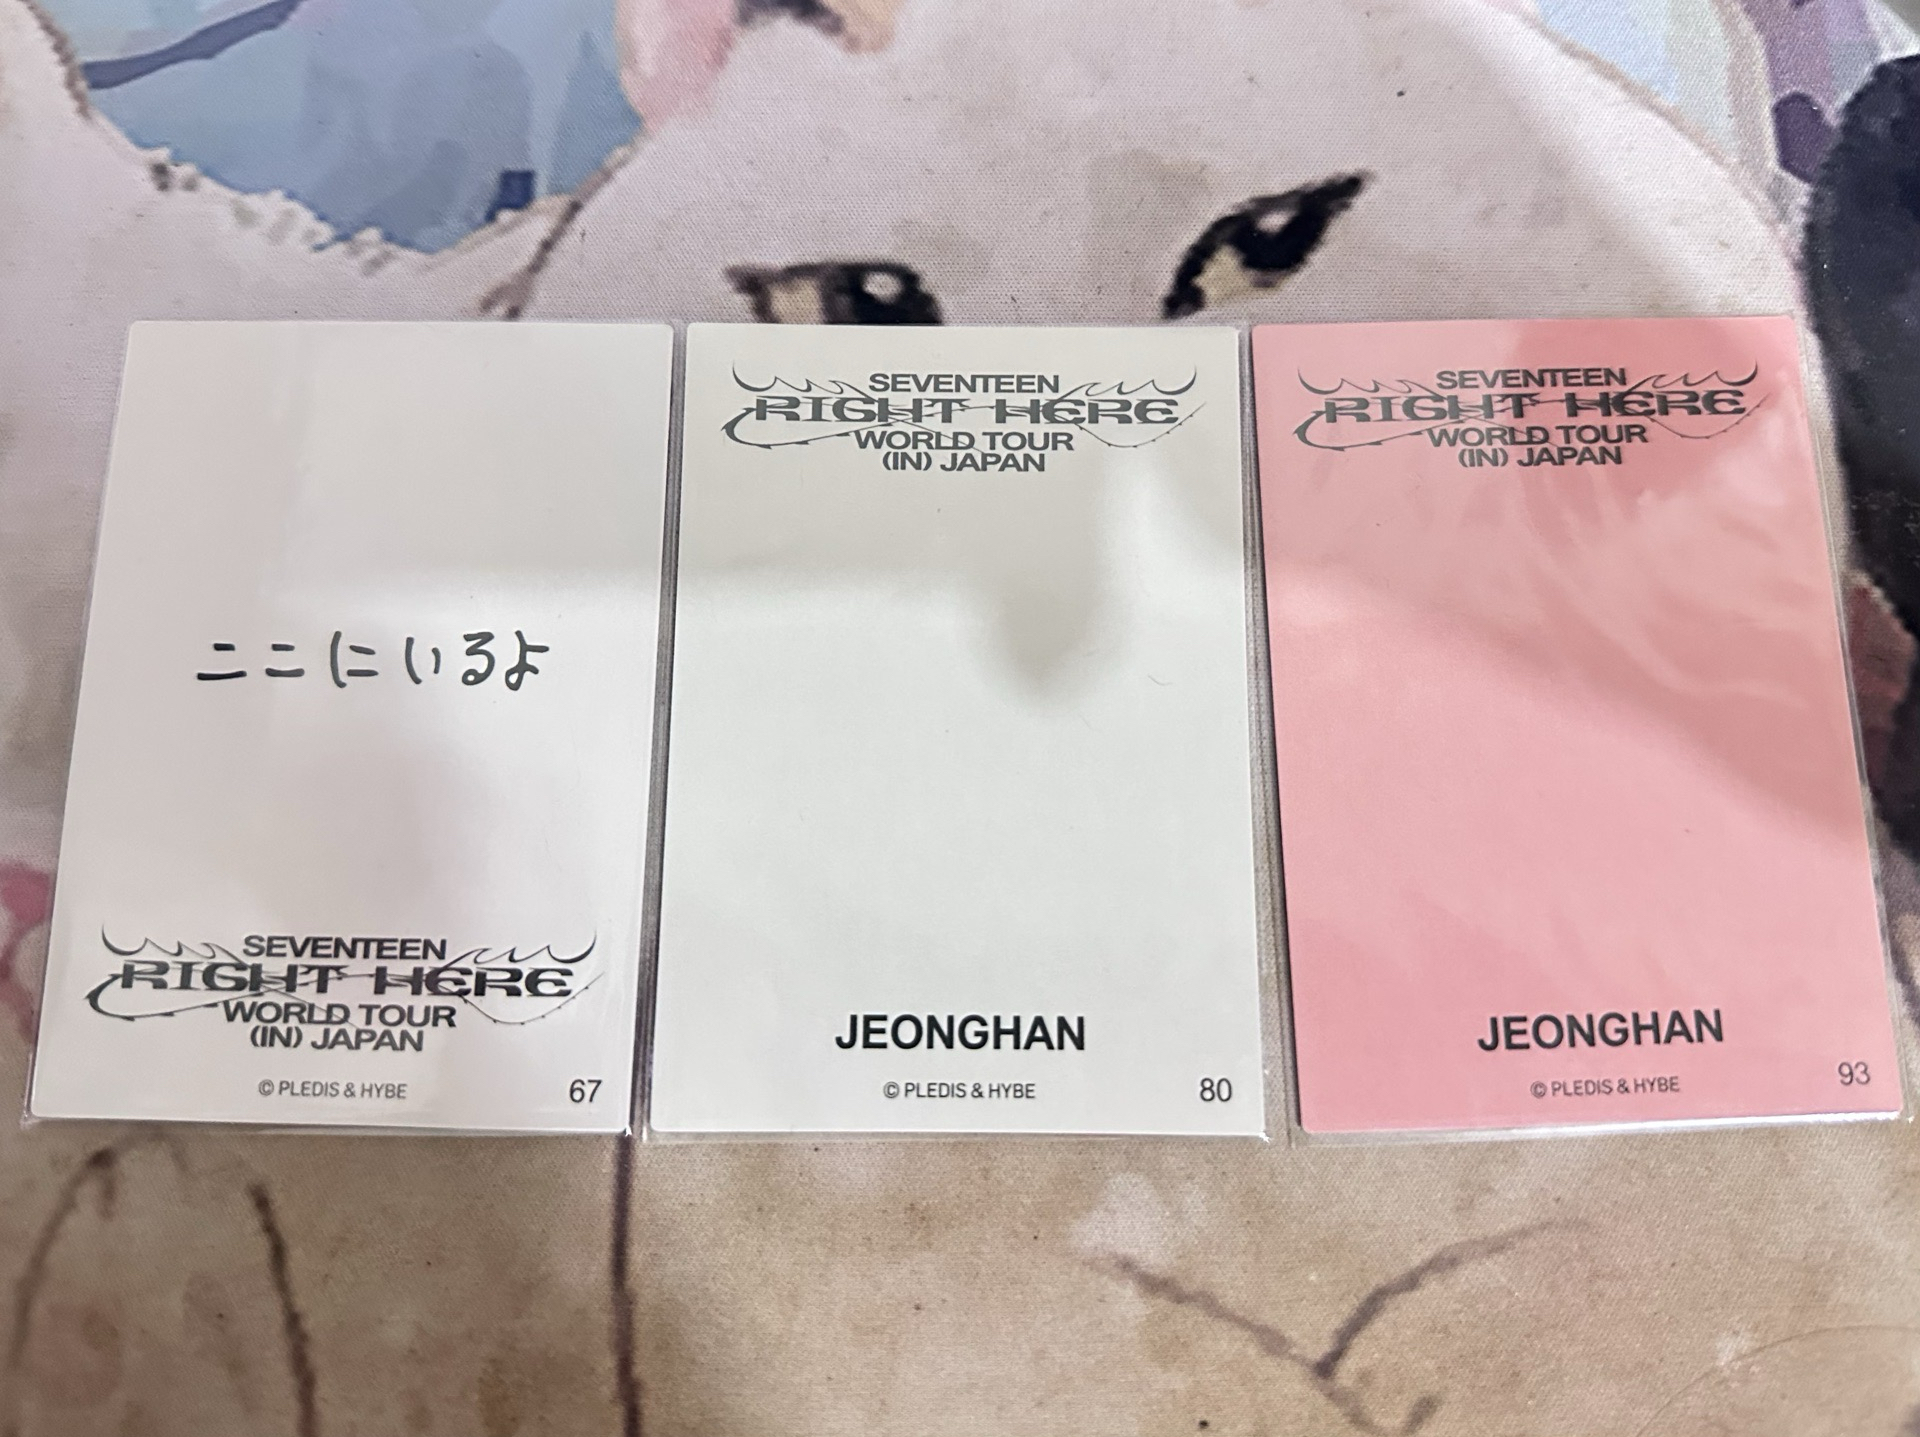 ここにいるよ
SEVENTEEN
RIGHT HERE
WORLD TOUR
(IN) JAPAN
© PLEDIS & HYBE
67
SEVENTEEN
RIGHT HERE
WORLD TOUR
(IN) JAPAN
JEONGHAN
© PLEDIS & HYBE
80
SEVENTEEN
RIGHT HERE
WORLD TOUR
(IN) JAPAN
JEONGHAN
© PLEDIS & HYBE
93